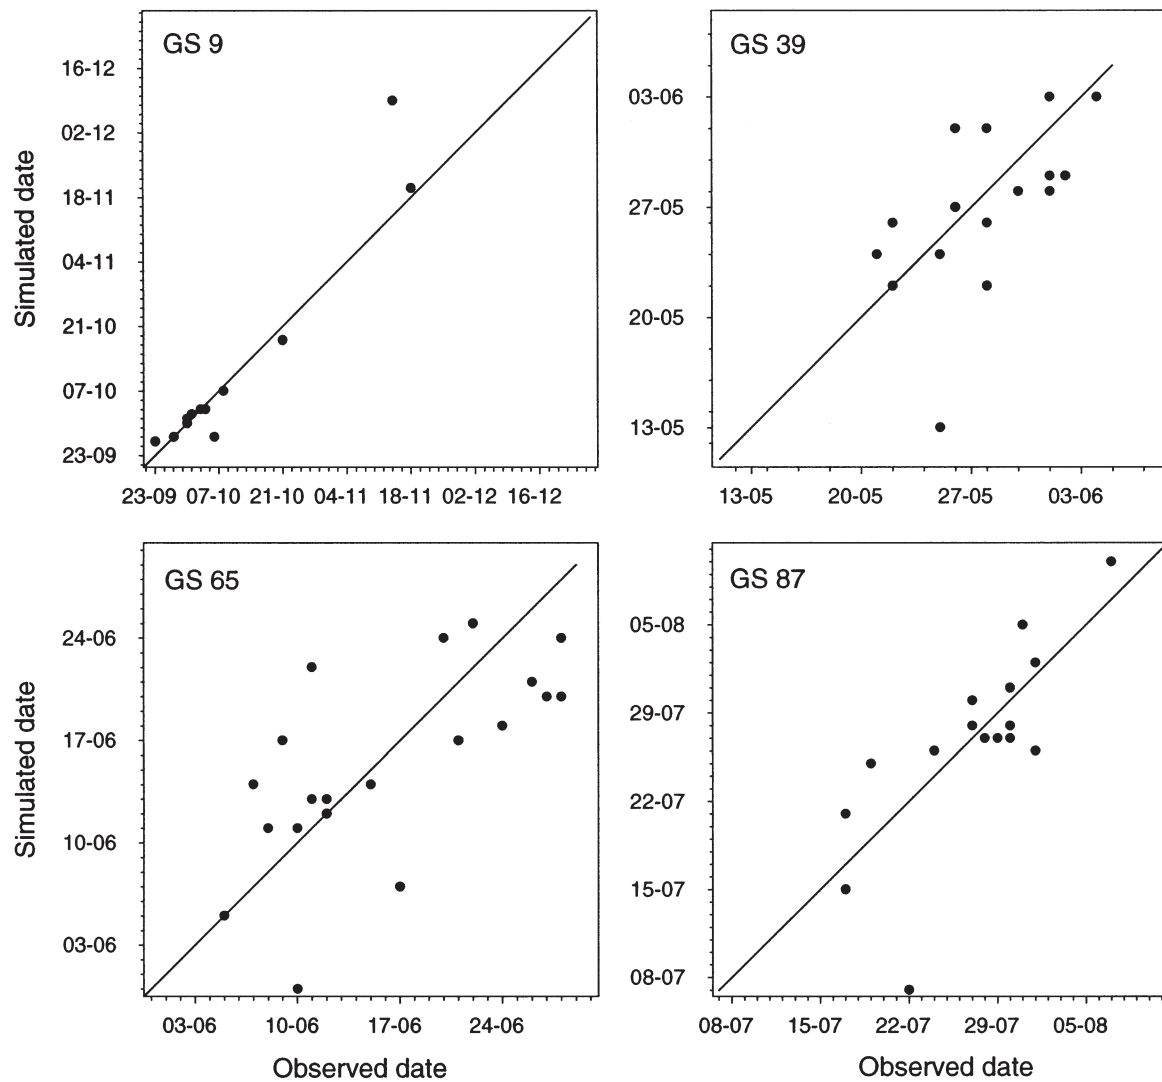 GS 9
16-12
02-12
18-11
04-11
21-10
07-10
23-09
Simulated date
23-09 07-10 21-10 04-11 18-11 02-12 16-12
GS 39
03-06
27-05
20-05
13-05
13-05 20-05 27-05 03-06
GS 65
24-06
17-06
10-06
03-06
Simulated date
03-06 10-06 17-06 24-06
Observed date
GS 87
05-08
29-07
22-07
15-07
08-07
08-07 15-07 22-07 29-07 05-08
Observed date